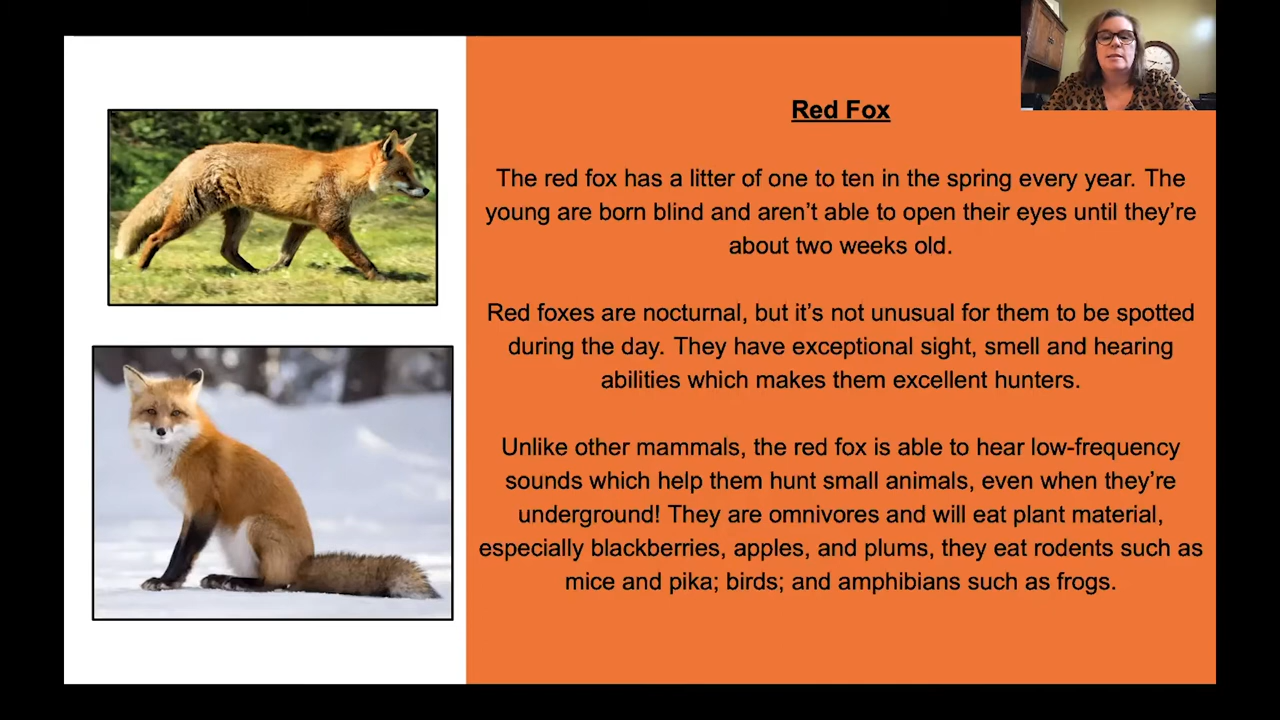 Red Fox
The red fox has a litter of one to ten in the spring every year. The
young are born blind and aren’t able to open their eyes until they’re
about two weeks old.
Red foxes are nocturnal, but it’s not unusual for them to be spotted
during the day. They have exceptional sight, smell and hearing
abilities which makes them excellent hunters.
Unlike other mammals, the red fox is able to hear low-frequency
sounds which help them hunt small animals, even when they’re
underground! They are omnivores and will eat plant material,
especially blackberries, apples, and plums, they eat rodents such as
mice and pika; birds; and amphibians such as frogs.